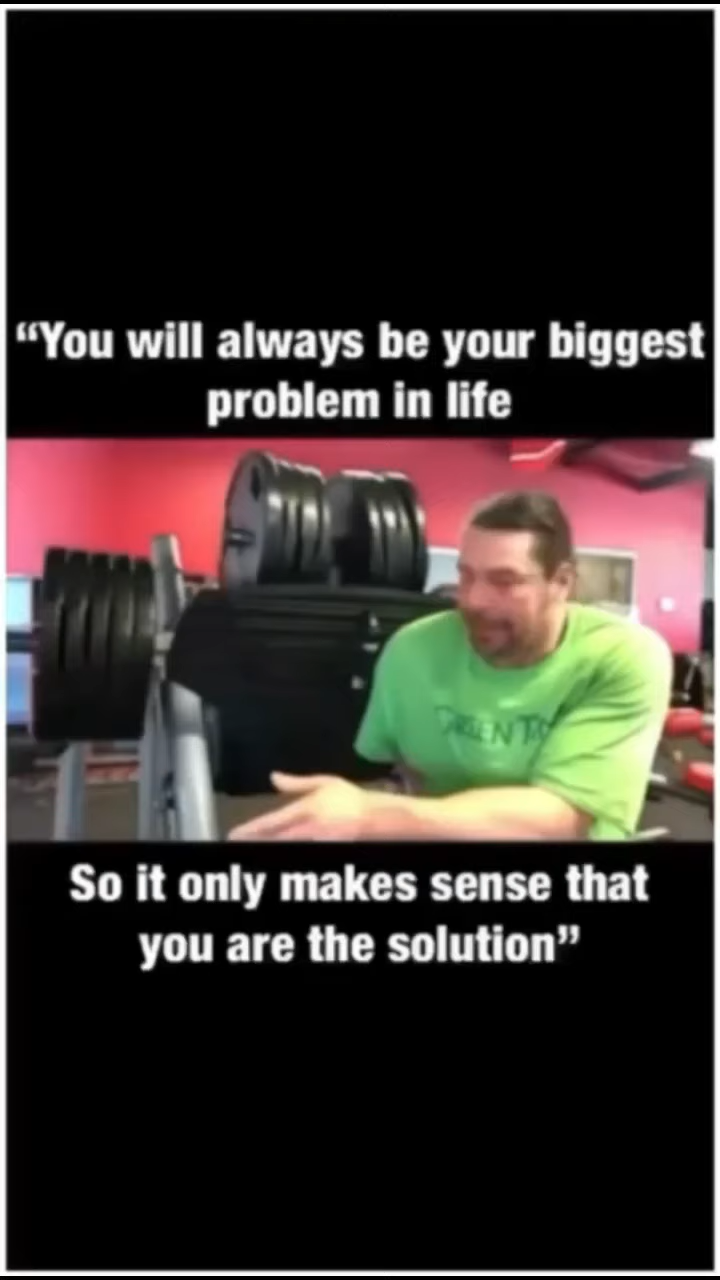 “You will always be your biggest
problem in life
So it only makes sense that
you are the solution”